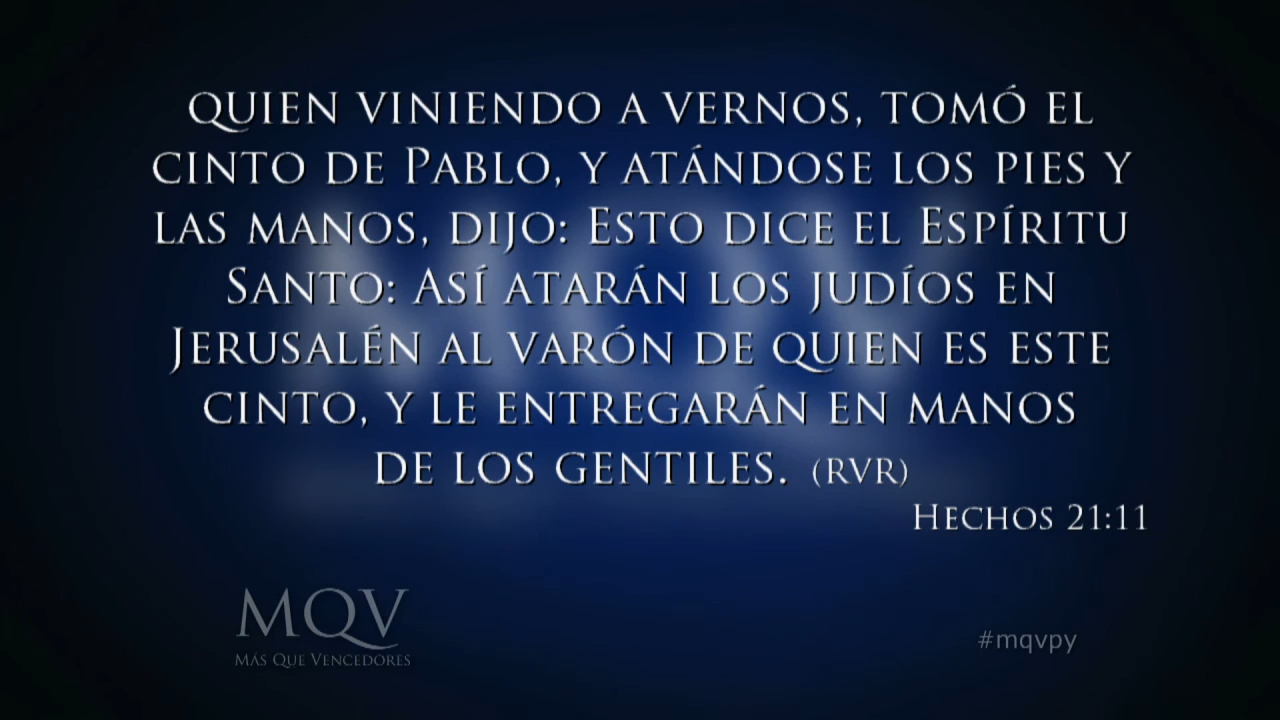 QUIEN VINIENDO A VERNOS, TOMÓ EL
CINTO DE PABLO, Y ATÁNDOSE LOS PIES Y
LAS MANOS, DIJO: ESTO DICE EL ESPÍRITU
SANTO: ASÍ ATARÁN LOS JUDÍOS EN
JERUSALÉN AL VARÓN DE QUIEN ES ESTE
CINTO, Y LE ENTREGARÁN EN MANOS
DE LOS GENTILES. (RVR)
HECHOS 21:11
MQV
MÁS QUE VENCEDORES
#mqvpy